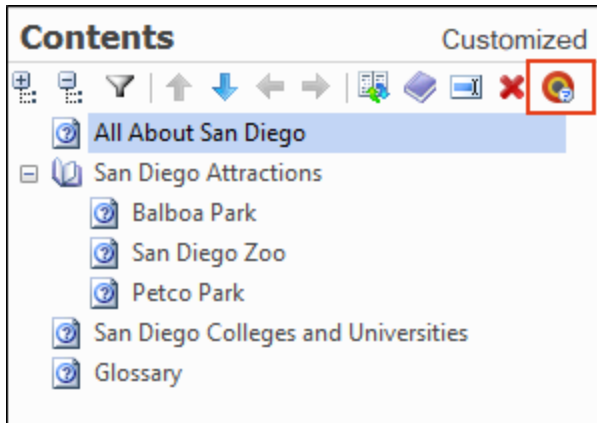 Contents Customized
All About San Diego
San Diego Attractions
Balboa Park
San Diego Zoo
Petco Park
San Diego Colleges and Universities
Glossary